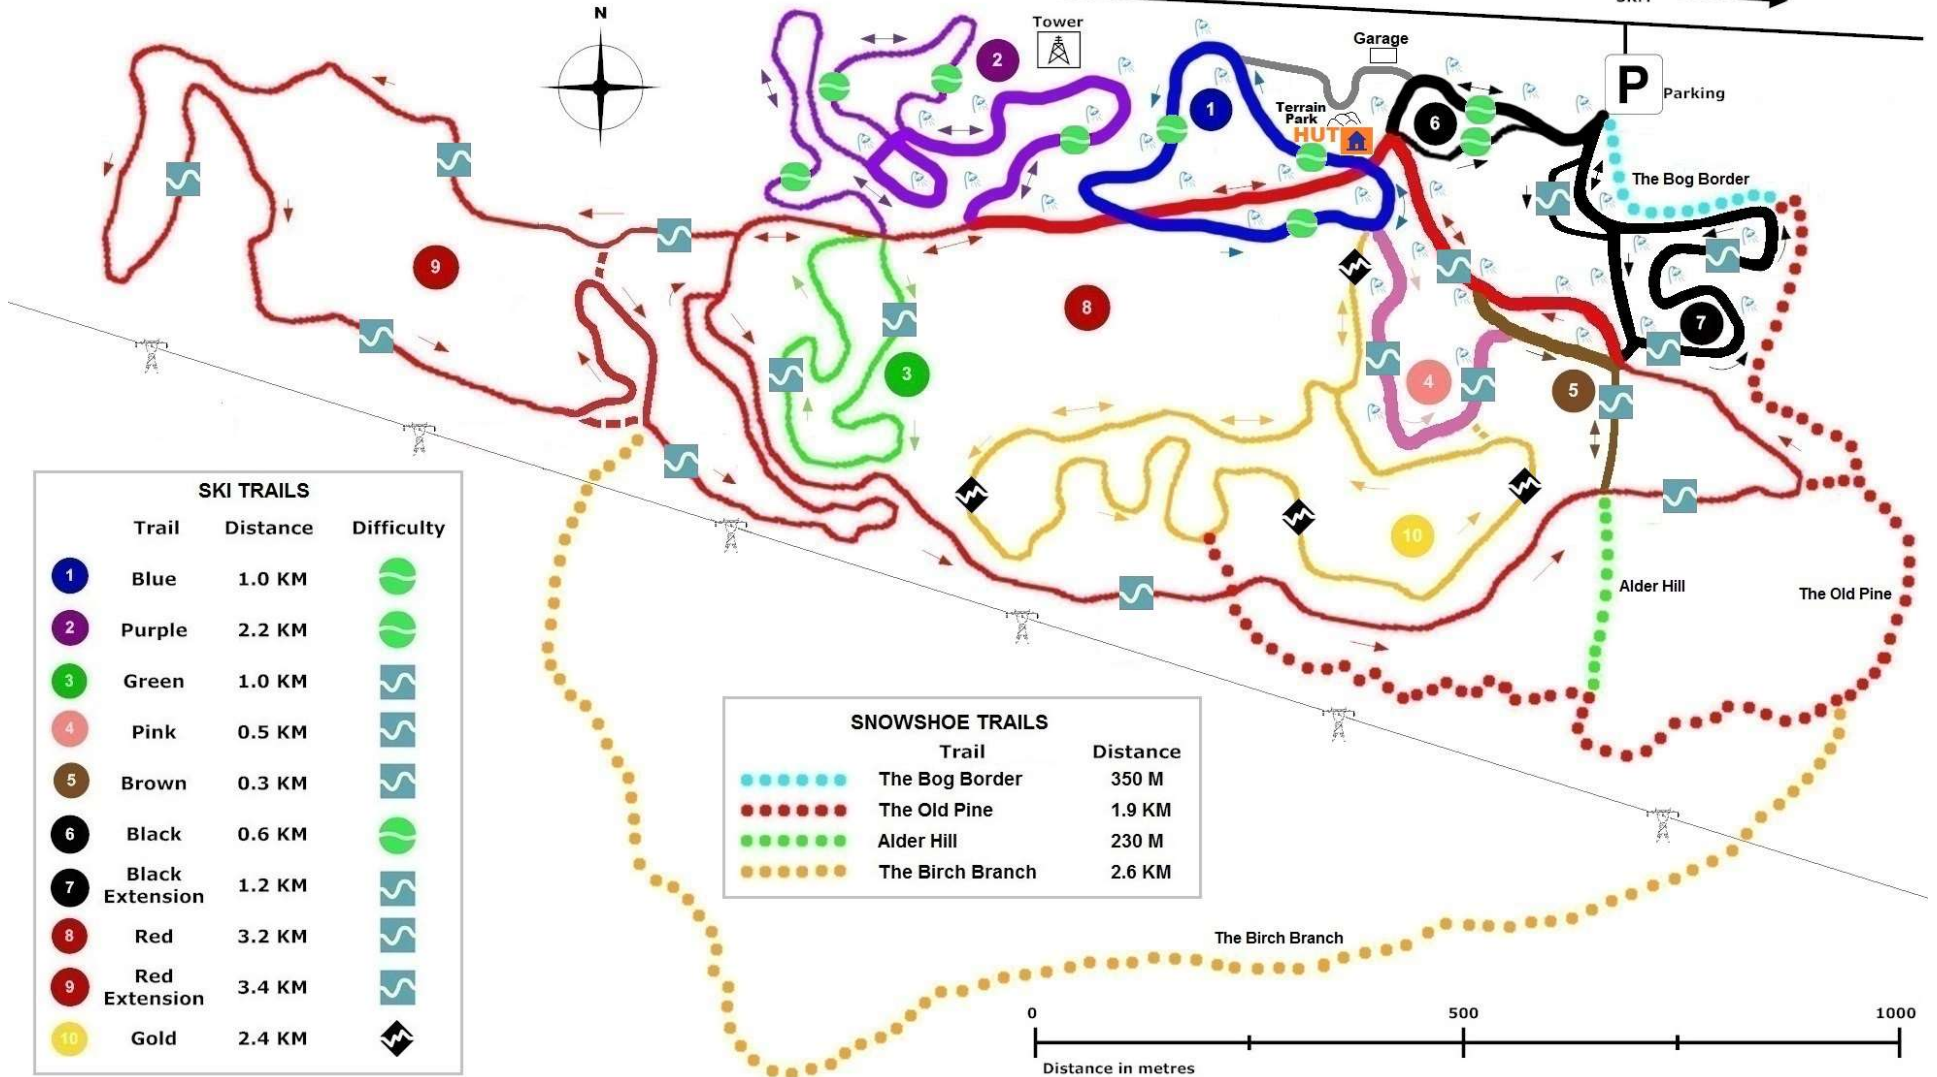 N
Tower
2
Garage
P
Parking
1
Terrain
Park
HUT
6
The Bog Border
9
8
7
3
4
5
10
Alder Hill
The Old Pine
SKI TRAILS
Trail Distance Difficulty
1 Blue 1.0 KM
2 Purple 2.2 KM
3 Green 1.0 KM
4 Pink 0.5 KM
5 Brown 0.3 KM
6 Black 0.6 KM
7 Black Extension 1.2 KM
8 Red 3.2 KM
9 Red Extension 3.4 KM
10 Gold 2.4 KM
SNOWSHOE TRAILS
Trail Distance
The Bog Border 350 M
The Old Pine 1.9 KM
Alder Hill 230 M
The Birch Branch 2.6 KM
The Birch Branch
0 500 1000
Distance in metres